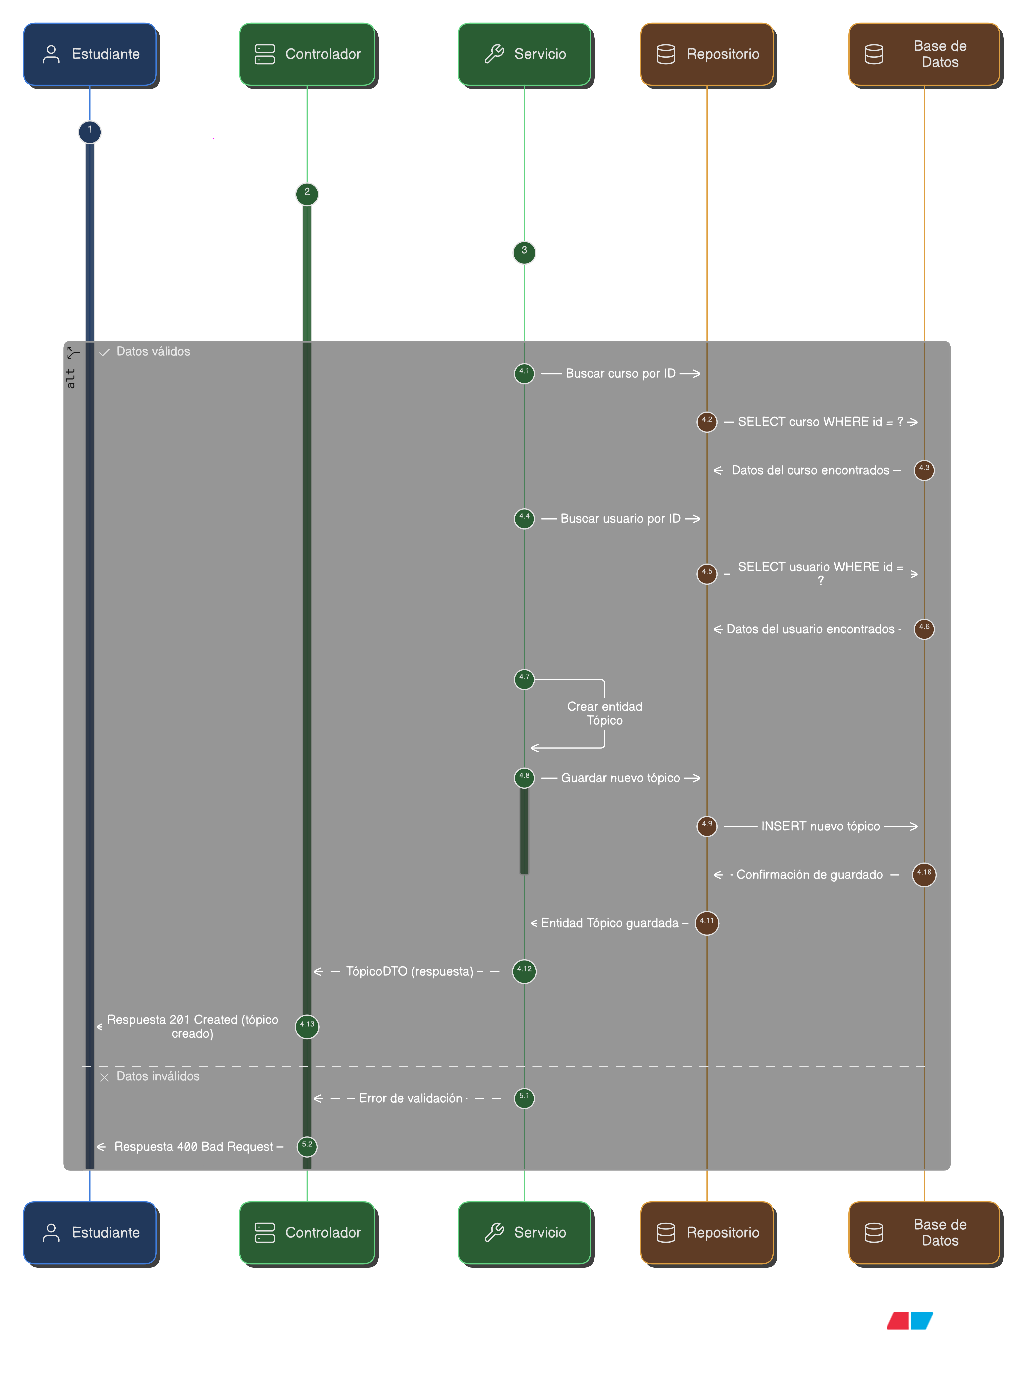 Estudiante
Controlador
Servicio
Repositorio
Base de
Datos
1
2
3
alt
Datos válidos
4.1
Buscar curso por ID
4.2
SELECT curso WHERE id = ?
Datos del curso encontrados
4.3
4.4
Buscar usuario por ID
4.5
SELECT usuario WHERE id =
?
Datos del usuario encontrados
4.6
4.7
Crear entidad
Tópico
4.8
Guardar nuevo tópico
4.9
INSERT nuevo tópico
Confirmación de guardado
4.10
Entidad Tópico guardada
4.11
TópicoDTO (respuesta)
4.12
Respuesta 201 Created (tópico
creado)
4.13
Datos inválidos
Error de validación
5.1
Respuesta 400 Bad Request
5.2
Estudiante
Controlador
Servicio
Repositorio
Base de
Datos